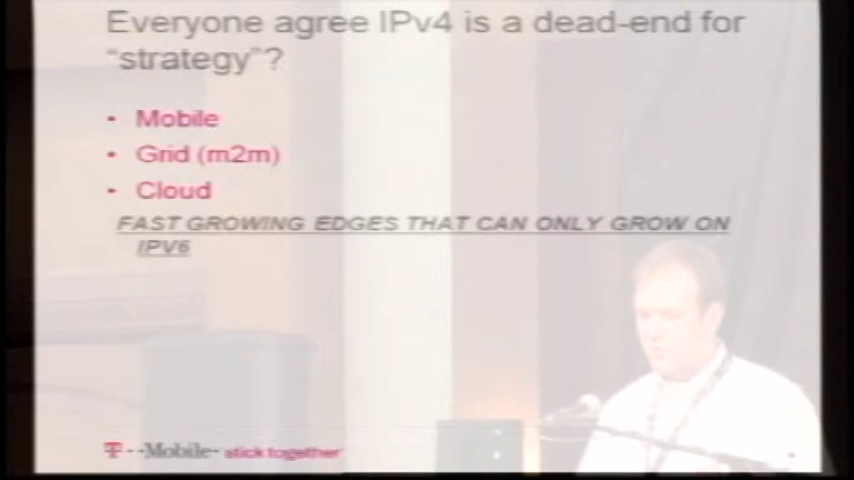 Everyone agree IPv4 is a dead-end for
"strategy"?
• Mobile
• Grid (m2m)
• Cloud
FAST GROWING EDGES THAT CAN ONLY GROW ON
IPV6
T--Mobile- stick together